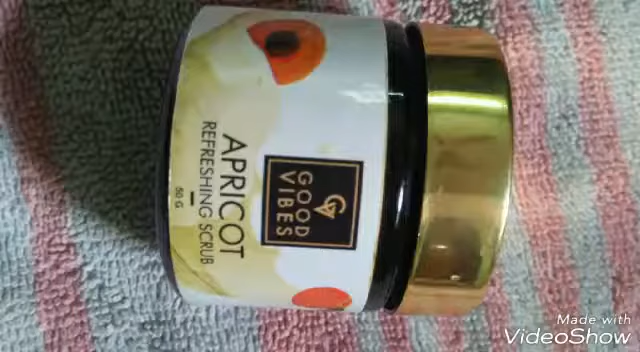 GOOD
VIBES
APRICOT
REFRESHING SCRUB
50 G
Made with
VideoShow